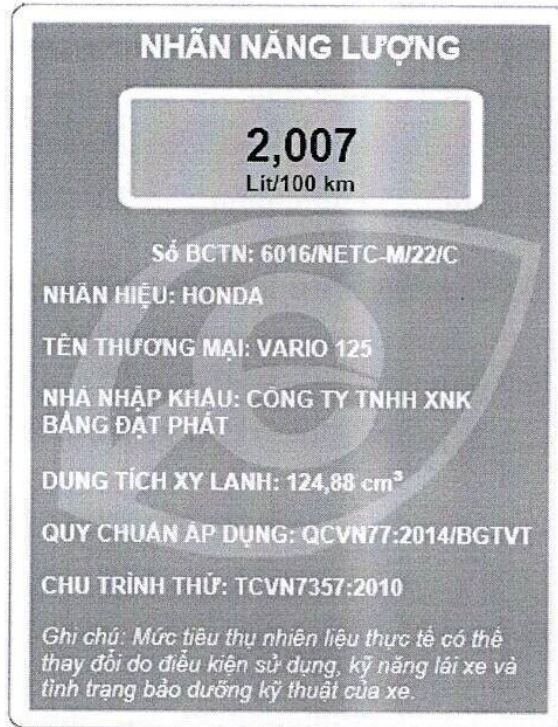 NHÃN NĂNG LƯỢNG
2,007
Lít/100 km
Số BCTN: 6016/NETC-M/22/C
NHÃN HIỆU: HONDA
TÊN THƯƠNG MẠI: VARIO 125
NHÀ NHẬP KHẨU: CÔNG TY TNHH XNK
BẰNG ĐẠT PHÁT
DUNG TÍCH XY LANH: 124,88 cm³
QUY CHUẨN ÁP DỤNG: QCVN77:2014/BGTVT
CHU TRÌNH THỬ: TCVN7357:2010
Ghi chú: Mức tiêu thụ nhiên liệu thực tế có thể
thay đổi do điều kiện sử dụng, kỹ năng lái xe và
tình trạng bảo dưỡng kỹ thuật của xe.